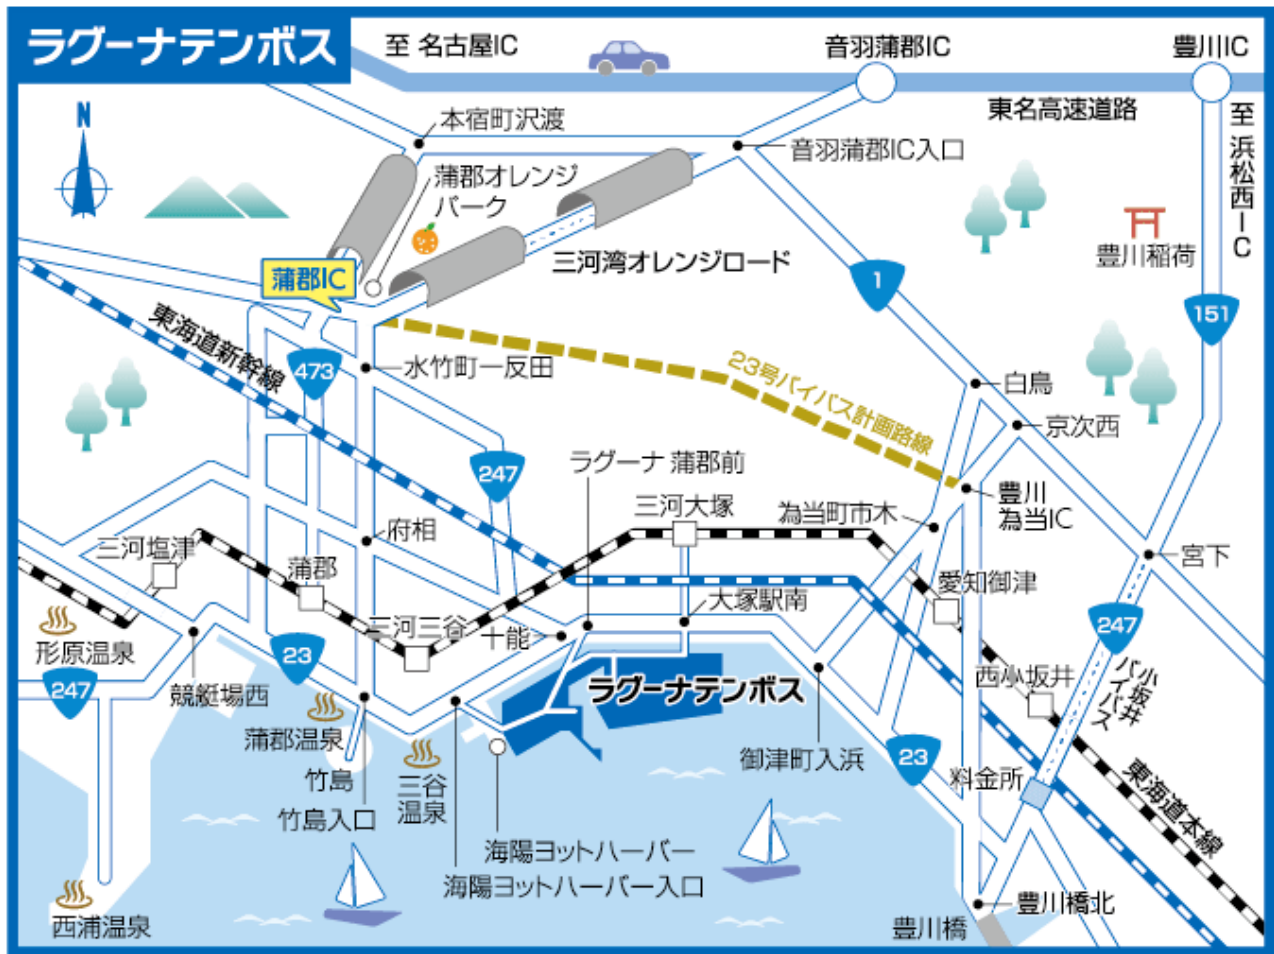 ラグーナテンボス
至 名古屋IC
音羽蒲郡IC
豊川IC
東名高速道路
至 浜松西IC
N
本宿町沢渡
音羽蒲郡IC入口
蒲郡オレンジ
パーク
三河湾オレンジロード
豊川稲荷
蒲郡IC
1
151
東海道新幹線
473
水竹町一反田
23号バイパス計画路線
白鳥
京次西
247
ラグーナ 蒲郡前
三河大塚
為当町市木
豊川
為当IC
府相
三河塩津
蒲郡
宮下
愛知御津
大塚駅南
三河三谷
十能
形原温泉
23
247
競艇場西
247
小坂井
バイパス
西小坂井
ラグーナテンボス
蒲郡温泉
竹島
三谷
温泉
竹島入口
御津町入浜
23
料金所
東海道本線
海陽ヨットハーバー
海陽ヨットハーバー入口
西浦温泉
豊川橋北
豊川橋